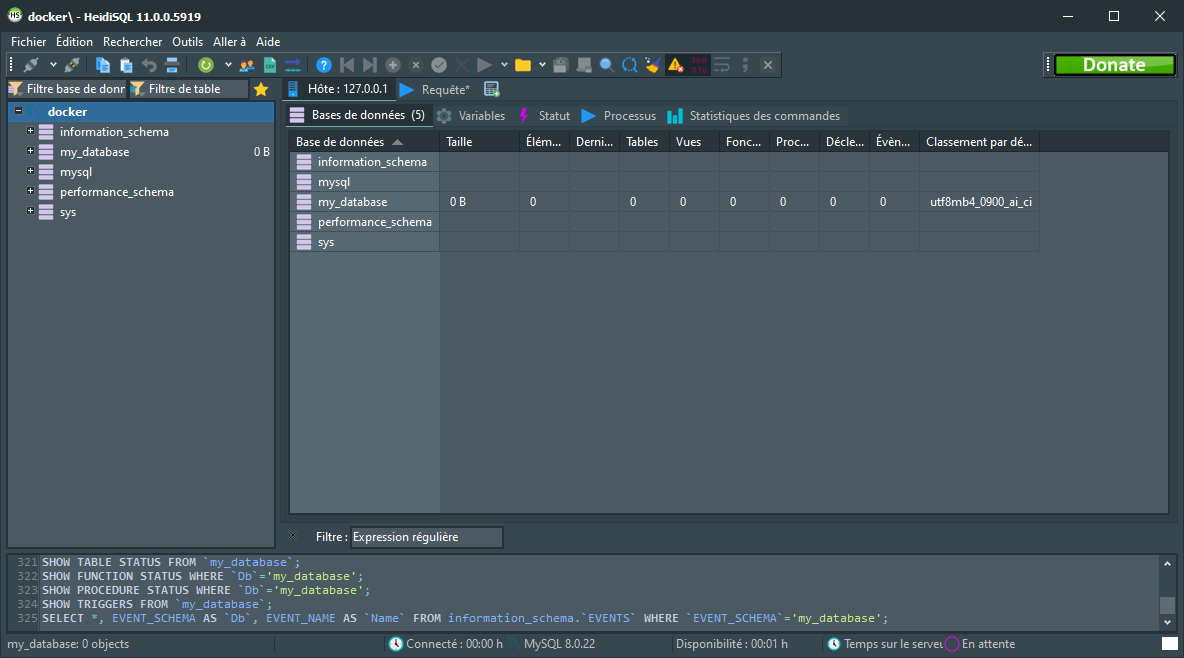 HS docker\ - HeidiSQL 11.0.0.5919
Fichier Édition Rechercher Outils Aller à Aide
Donate
Filtre base de donn Filtre de table Hôte : 127.0.0.1 Requête*
docker
information_schema
my_database 0 B
mysql
performance_schema
sys
Bases de données (5) Variables Statut Processus Statistiques des commandes
Base de données Taille Élém... Derni... Tables Vues Fonc... Proc... Décle... Évèn... Classement par dé...
information_schema
mysql
my_database 0 B 0 0 0 0 0 0 0 utf8mb4_0900_ai_ci
performance_schema
sys
Filtre : Expression régulière
321 SHOW TABLE STATUS FROM `my_database`;
322 SHOW FUNCTION STATUS WHERE `Db`='my_database';
323 SHOW PROCEDURE STATUS WHERE `Db`='my_database';
324 SHOW TRIGGERS FROM `my_database`;
325 SELECT *, EVENT_SCHEMA AS `Db`, EVENT_NAME AS `Name` FROM information_schema.`EVENTS` WHERE `EVENT_SCHEMA`='my_database';
my_database: 0 objects Connecté : 00:00 h MySQL 8.0.22 Disponibilité : 00:01 h Temps sur le serveu En attente